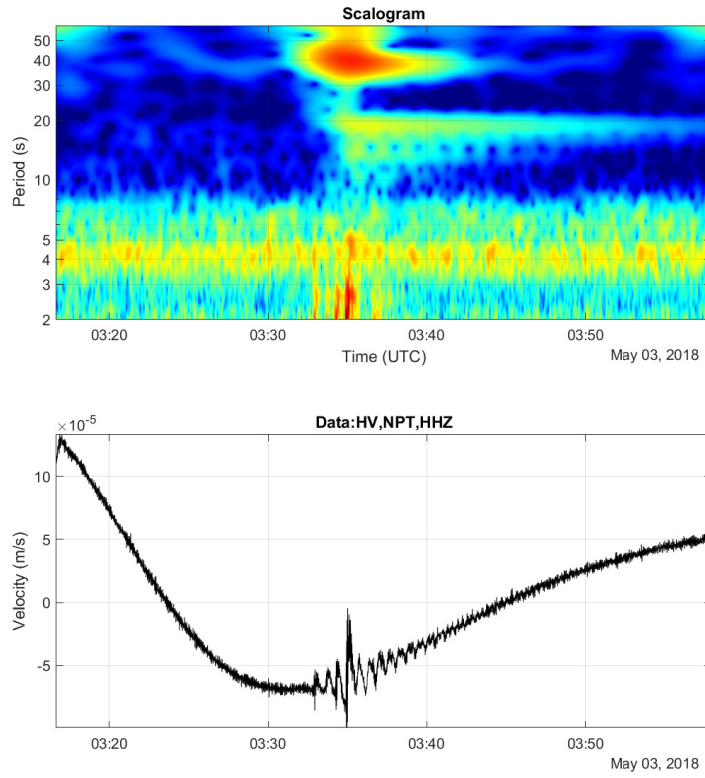 Scalogram
50
40
30
20
10
5
4
3
2
Period (s)
03:20 03:30 03:40 03:50
Time (UTC)
May 03, 2018
Data:HV,NPT,HHZ
×10-5
10
5
0
-5
Velocity (m/s)
03:20 03:30 03:40 03:50
May 03, 2018